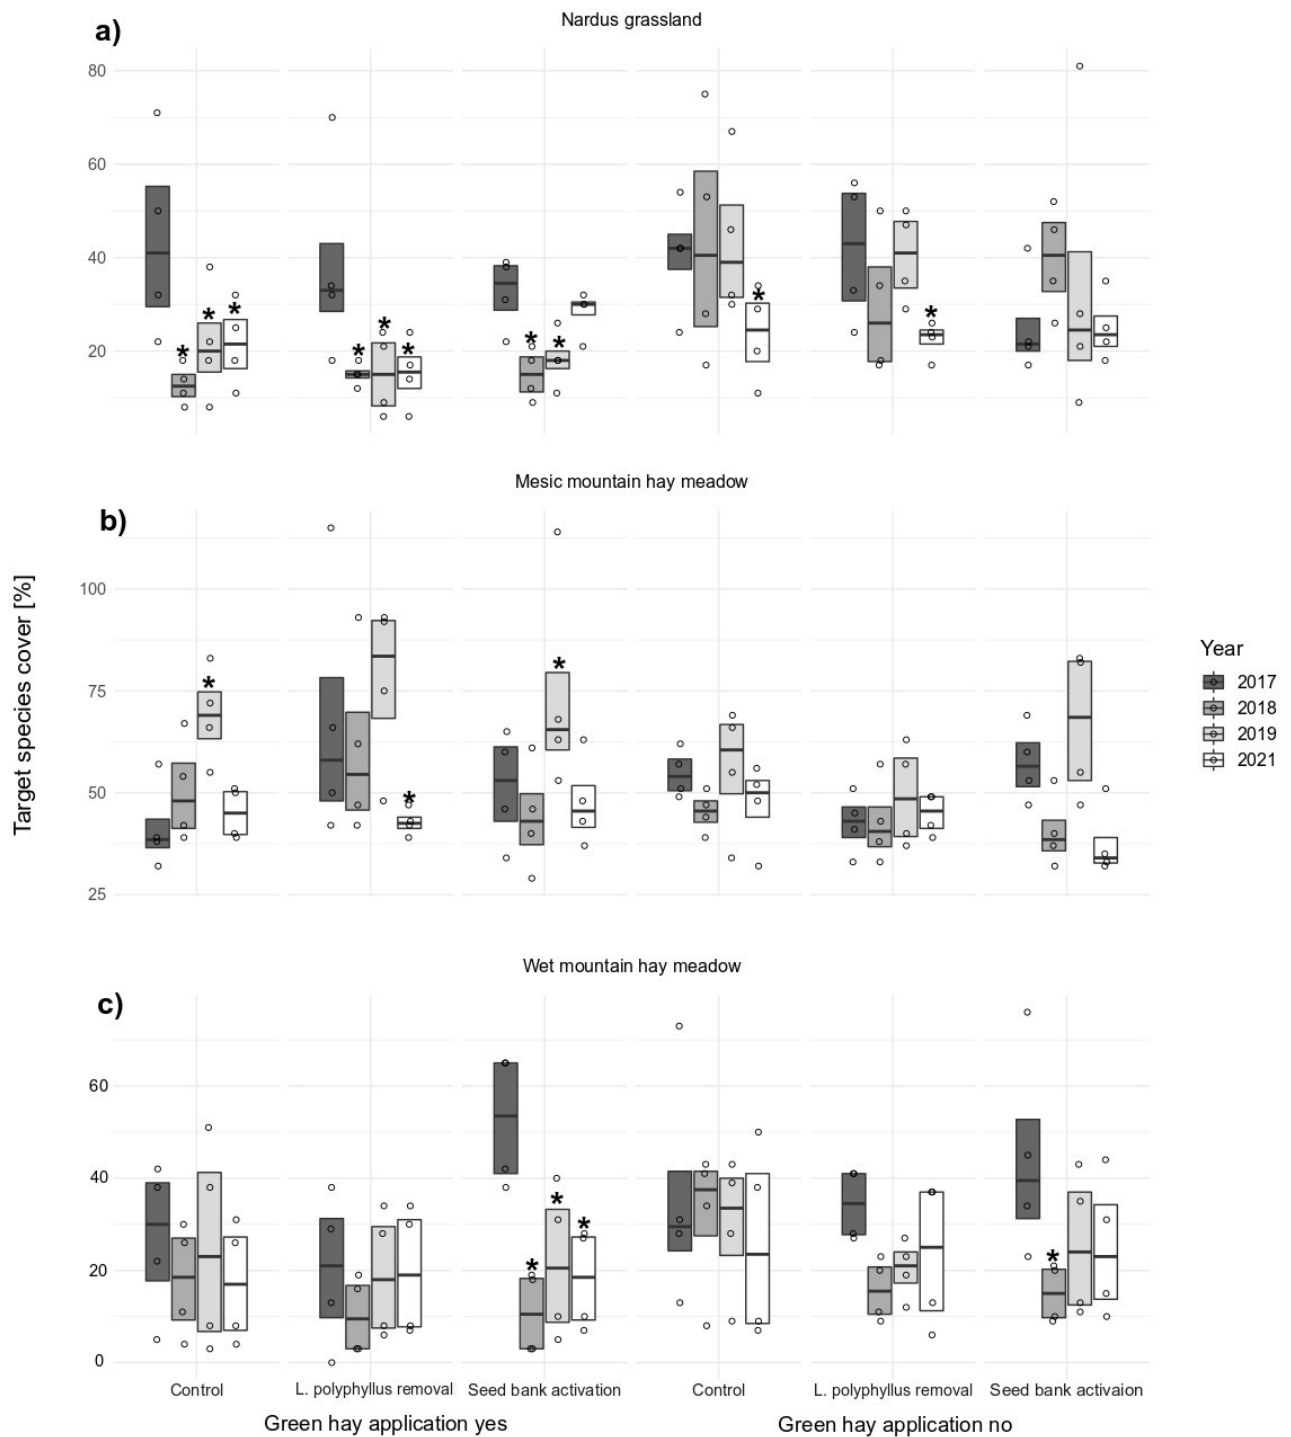 Nardus grassland
a)
80
60
40
20
Mesic mountain hay meadow
b)
100
75
50
25
Target species cover [%]
Year
2017
2018
2019
2021
Wet mountain hay meadow
c)
60
40
20
0
Control
L. polyphyllus removal
Seed bank activation
Control
L. polyphyllus removal
Seed bank activaion
Green hay application yes
Green hay application no